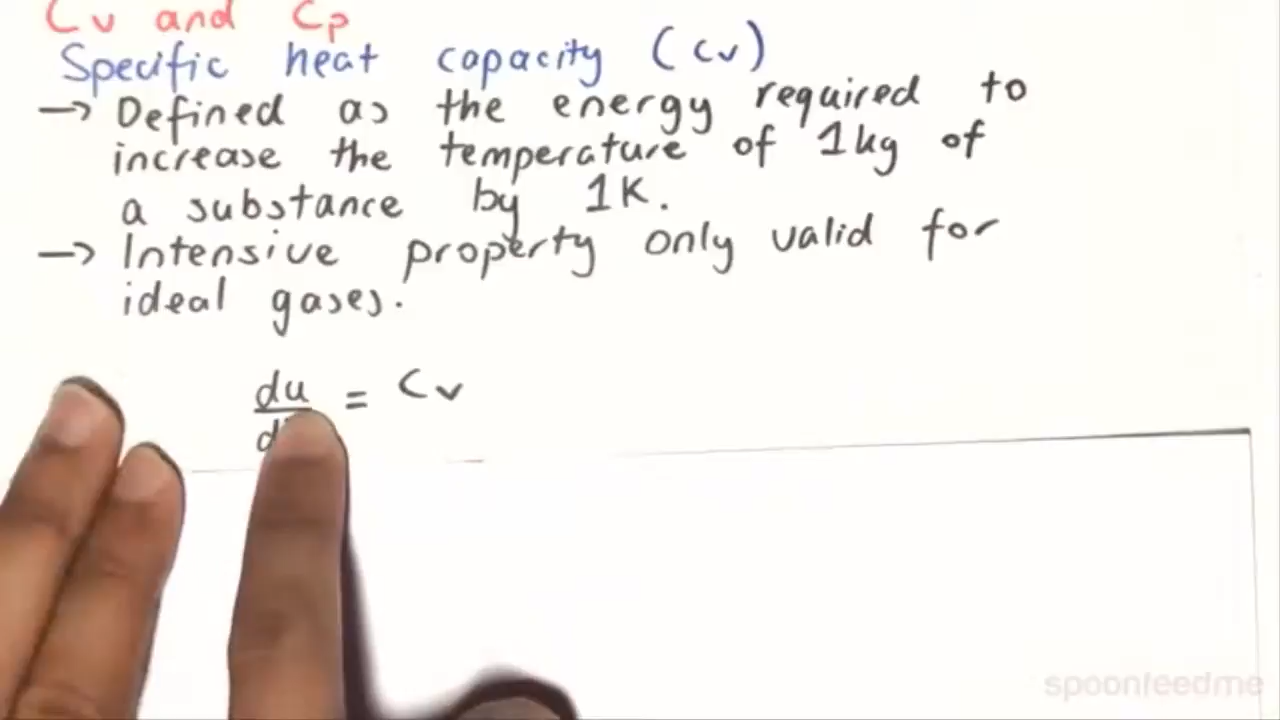 Cv and Cp
Specific heat capacity (Cv)
→ Defined as the energy required to
increase the temperature of 1kg of
a substance by 1K.
→ Intensive property only valid for
ideal gases.
du = Cv
d
spoonfeedme